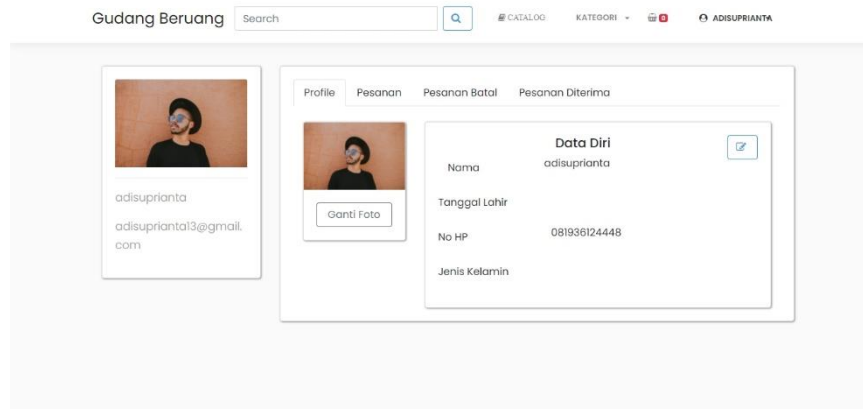 Gudang Beruang
Search
CATALOG
KATEGORI
0
ADISUPRIANTA
adisuprianta
adisuprianta13@gmail.
com
Profile
Pesanan
Pesanan Batal
Pesanan Diterima
Ganti Foto
Data Diri
Nama
adisuprianta
Tanggal Lahir
No HP
081936124448
Jenis Kelamin